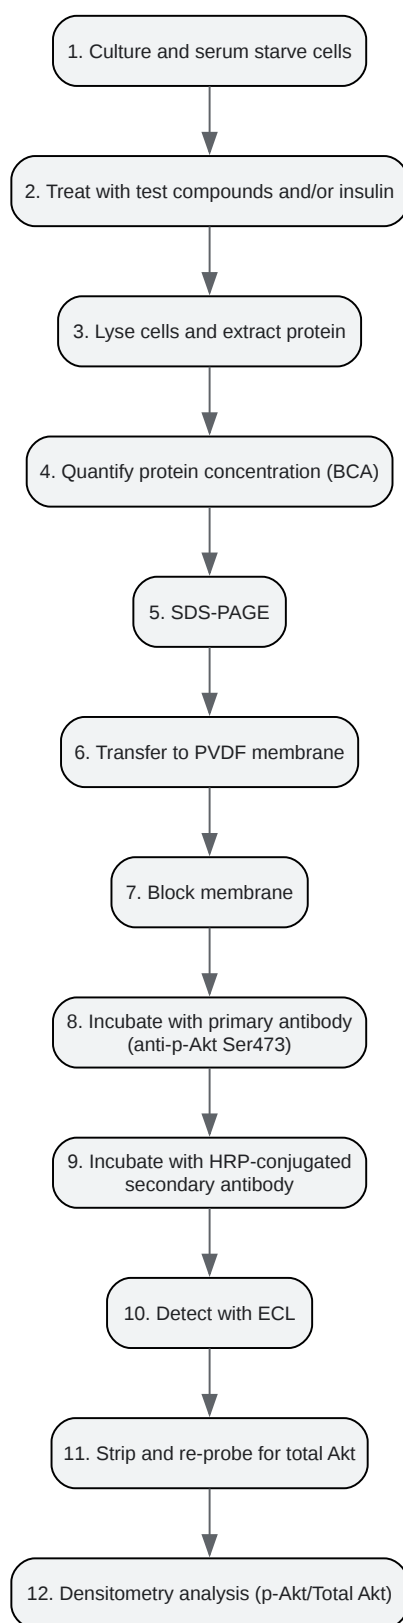 1. Culture and serum starve cells
2. Treat with test compounds and/or insulin
3. Lyse cells and extract protein
4. Quantify protein concentration (BCA)
5. SDS-PAGE
6. Transfer to PVDF membrane
7. Block membrane
8. Incubate with primary antibody
(anti-p-Akt Ser473)
9. Incubate with HRP-conjugated
secondary antibody
10. Detect with ECL
11. Strip and re-probe for total Akt
12. Densitometry analysis (p-Akt/Total Akt)